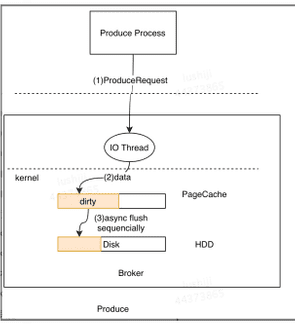 Produce Process
(1)ProduceRequest
IO Thread
kernel
(2)data
PageCache
dirty
(3)async flush
sequencially
Disk
HDD
Broker
Produce